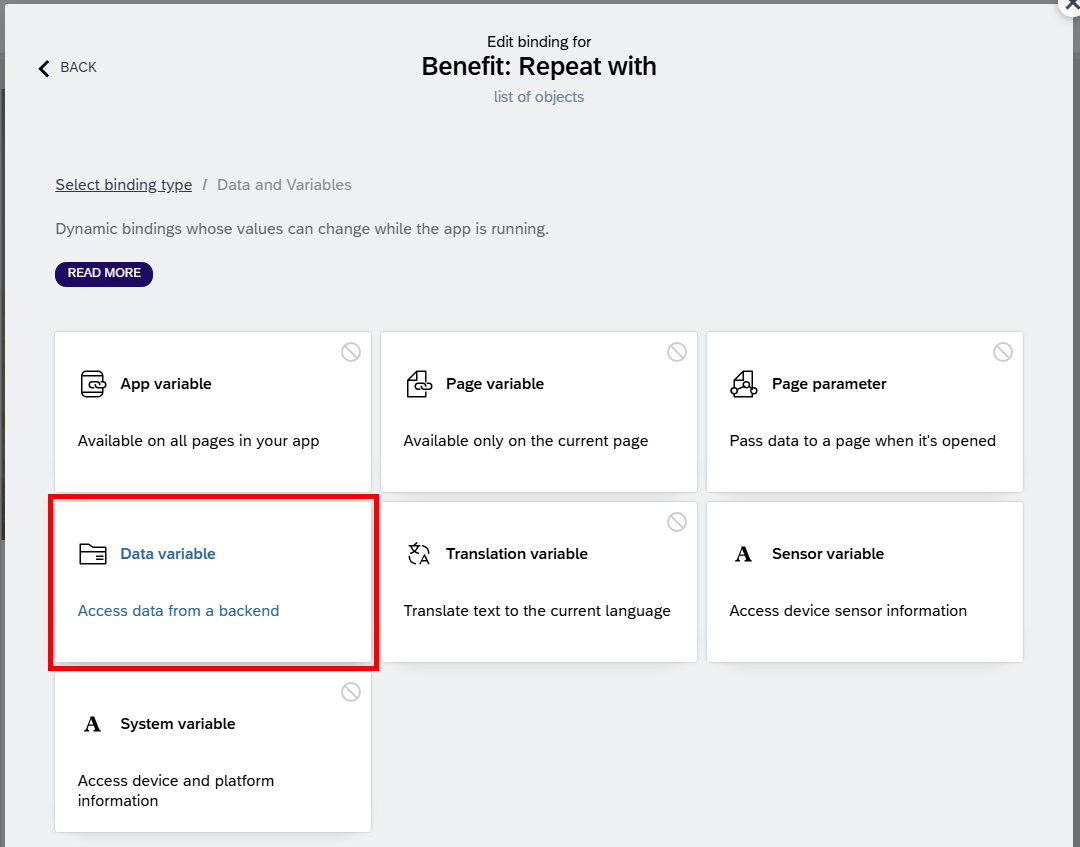 Edit binding for
BACK
Benefit: Repeat with
list of objects
Select binding type / Data and Variables
Dynamic bindings whose values can change while the app is running.
READ MORE
App variable
Available on all pages in your app
Page variable
Available only on the current page
Page parameter
Pass data to a page when it's opened
Data variable
Access data from a backend
Translation variable
Translate text to the current language
Sensor variable
Access device sensor information
System variable
Access device and platform
information